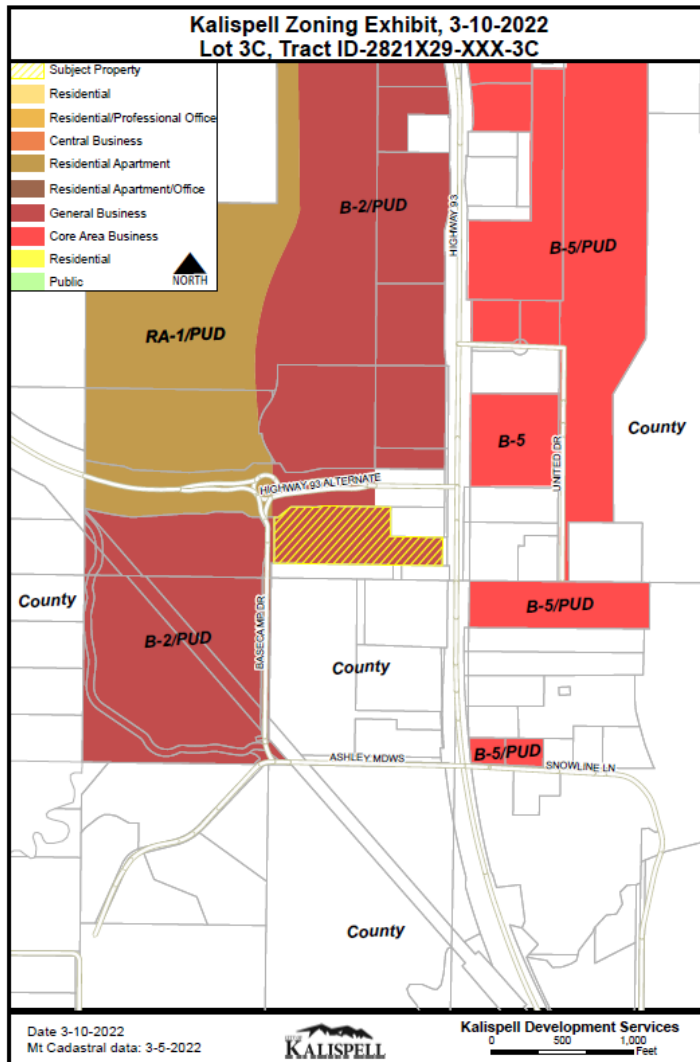 Kalispell Zoning Exhibit, 3-10-2022
Lot 3C, Tract ID-2821X29-XXX-3C
Subject Property
Residential
Residential/Professional Office
Central Business
Residential Apartment
Residential Apartment/Office
General Business
Core Area Business
Residential
Public
NORTH
B-2/PUD
HIGHWAY 93
B-5/PUD
RA-1/PUD
B-5
County
UNITED DR
HIGHWAY 93 ALTERNATE
County
B-2/PUD
BASECAMP DR
County
B-5/PUD
B-5/PUD
ASHLEY MDWS
SNOWLINE LN
County
Date 3-10-2022
Mt Cadastral data: 3-5-2022
KALISPELL
Kalispell Development Services
0 500 1,000
Feet